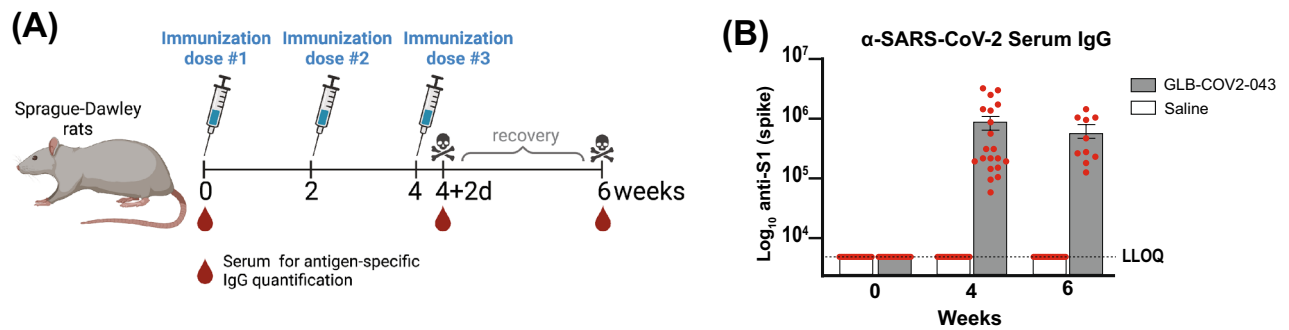 (A)
Immunization
dose #1
Immunization
dose #2
Immunization
dose #3
Sprague-Dawley
rats
recovery
0
2
4
4+2d
6 weeks
Serum for antigen-specific
IgG quantification
(B)
α-SARS-CoV-2 Serum IgG
Log₁₀ anti-S1 (spike)
10⁷
10⁶
10⁵
10⁴
GLB-COV2-043
Saline
LLOQ
0
4
6
Weeks